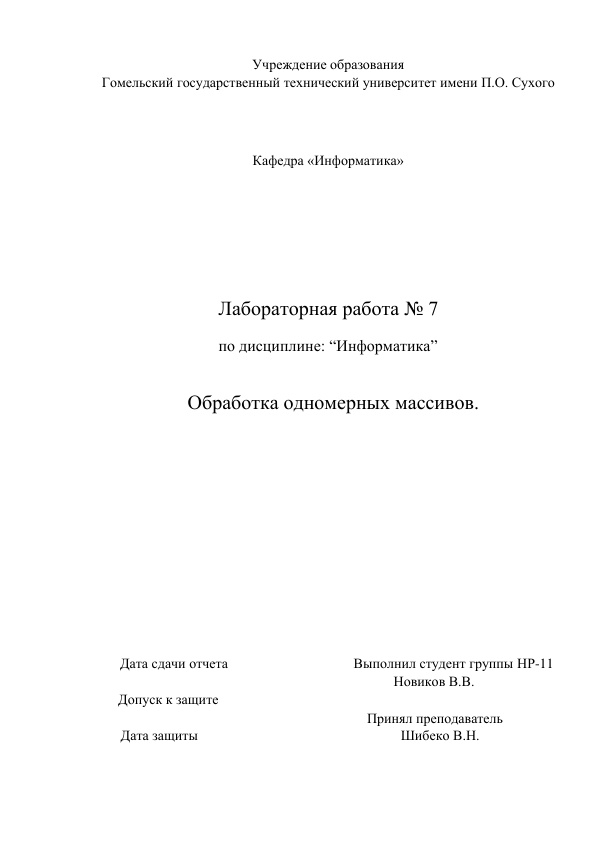 Учреждение образования
Гомельский государственный технический университет имени П.О. Сухого
Кафедра «Информатика»
Лабораторная работа № 7
по дисциплине: “Информатика”
Обработка одномерных массивов.
Дата сдачи отчета Выполнил студент группы НР-11
Новиков В.В.
Допуск к защите
Принял преподаватель
Дата защиты Шибеко В.Н.